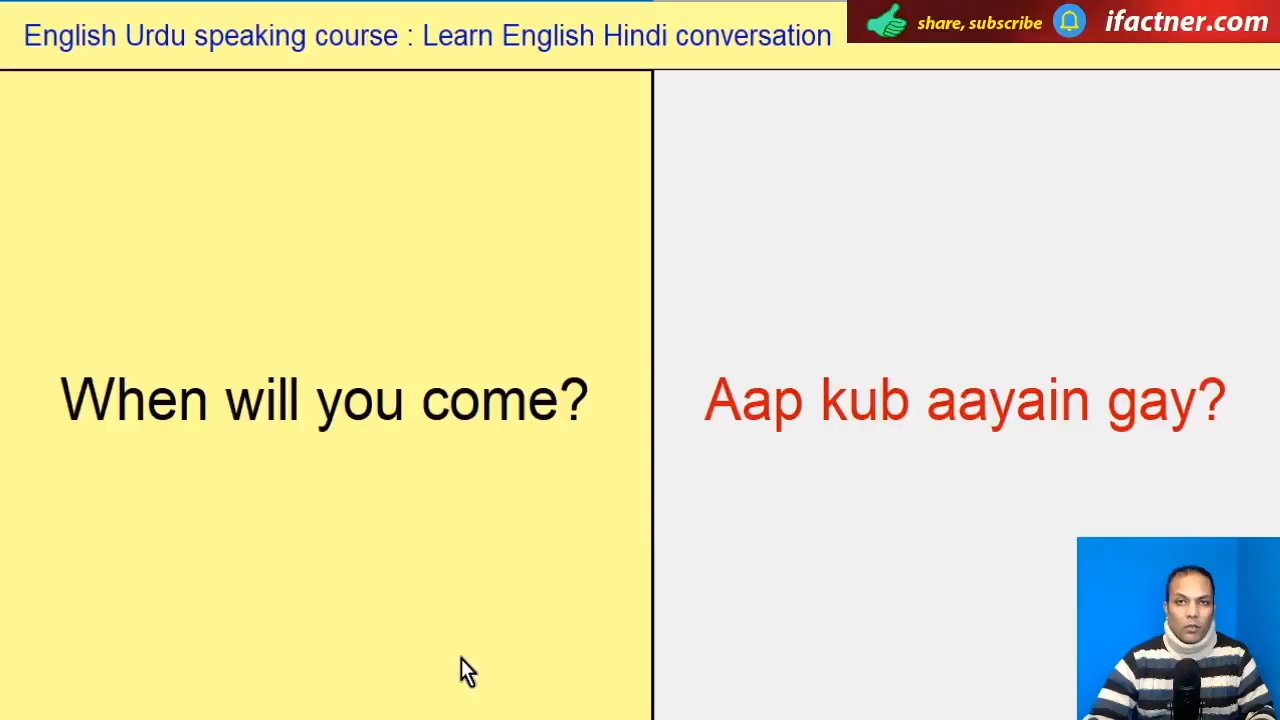 English Urdu speaking course : Learn English Hindi conversation
share, subscribe
ifactner.com
When will you come?
Aap kub aayain gay?